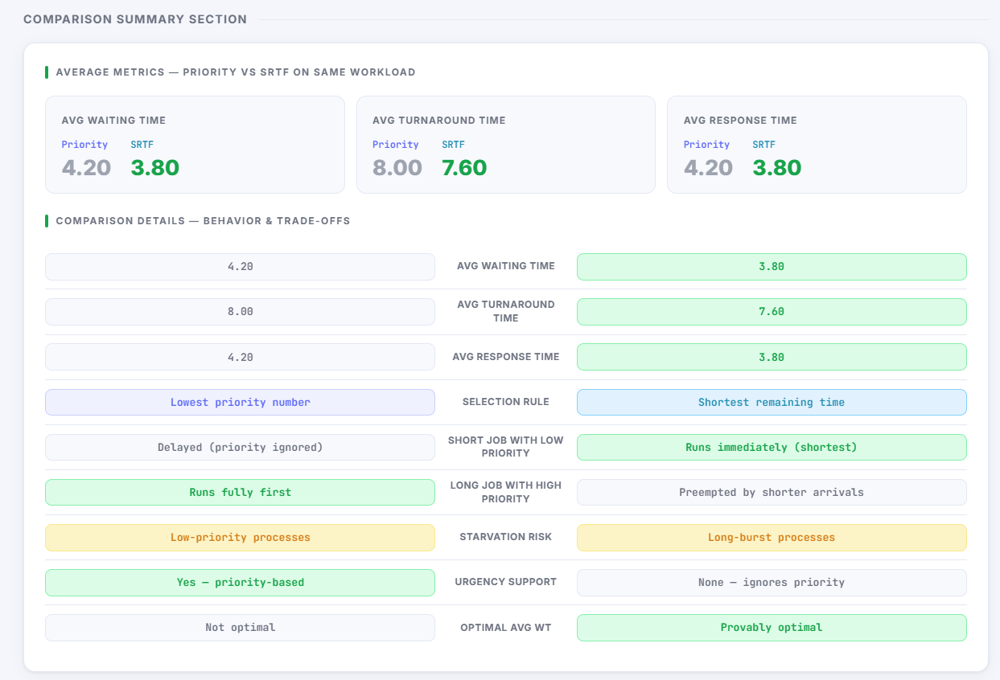 COMPARISON SUMMARY SECTION
AVERAGE METRICS — PRIORITY VS SRTF ON SAME WORKLOAD
AVG WAITING TIME
Priority SRTF
4.20 3.80
AVG TURNAROUND TIME
Priority SRTF
8.00 7.60
AVG RESPONSE TIME
Priority SRTF
4.20 3.80
COMPARISON DETAILS — BEHAVIOR & TRADE-OFFS
4.20 AVG WAITING TIME 3.80
8.00 AVG TURNAROUND
TIME 7.60
4.20 AVG RESPONSE TIME 3.80
Lowest priority number SELECTION RULE Shortest remaining time
Delayed (priority ignored) SHORT JOB WITH LOW
PRIORITY Runs immediately (shortest)
Runs fully first LONG JOB WITH HIGH
PRIORITY Preempted by shorter arrivals
Low-priority processes STARVATION RISK Long-burst processes
Yes — priority-based URGENCY SUPPORT None — ignores priority
Not optimal OPTIMAL AVG WT Provably optimal